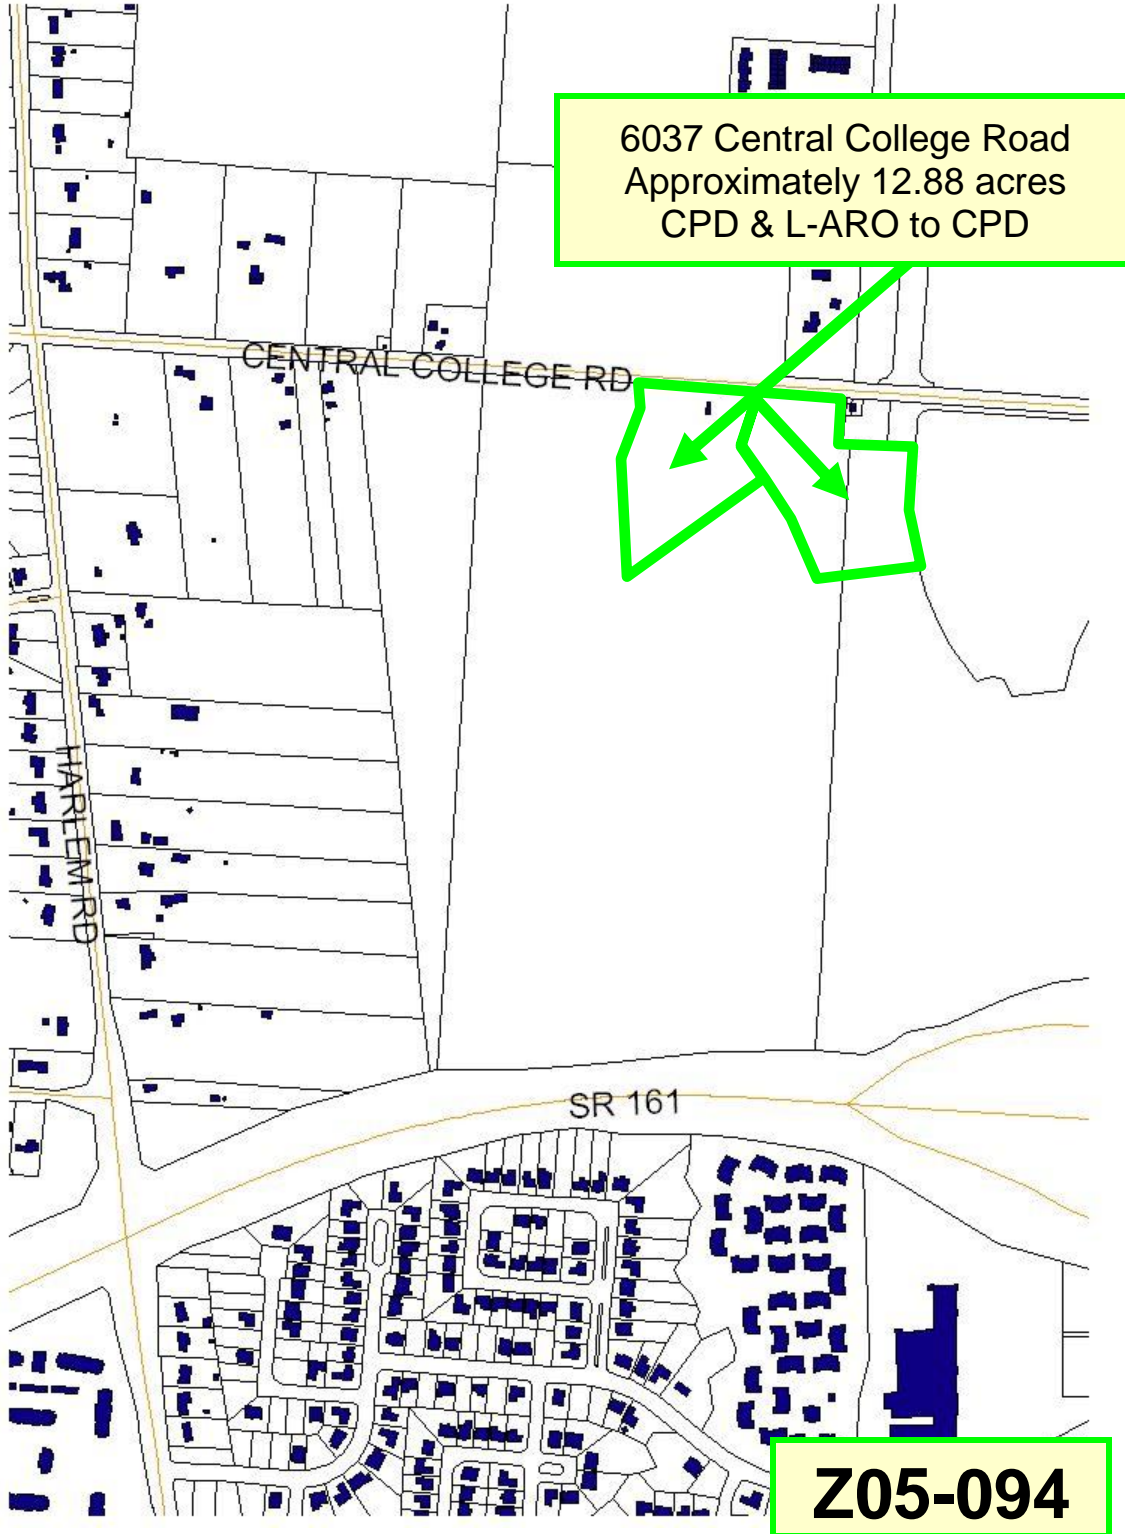 6037 Central College Road
Approximately 12.88 acres
CPD & L-ARO to CPD
CENTRAL COLLEGE RD
HARLEM RD
SR 161
Z05-094